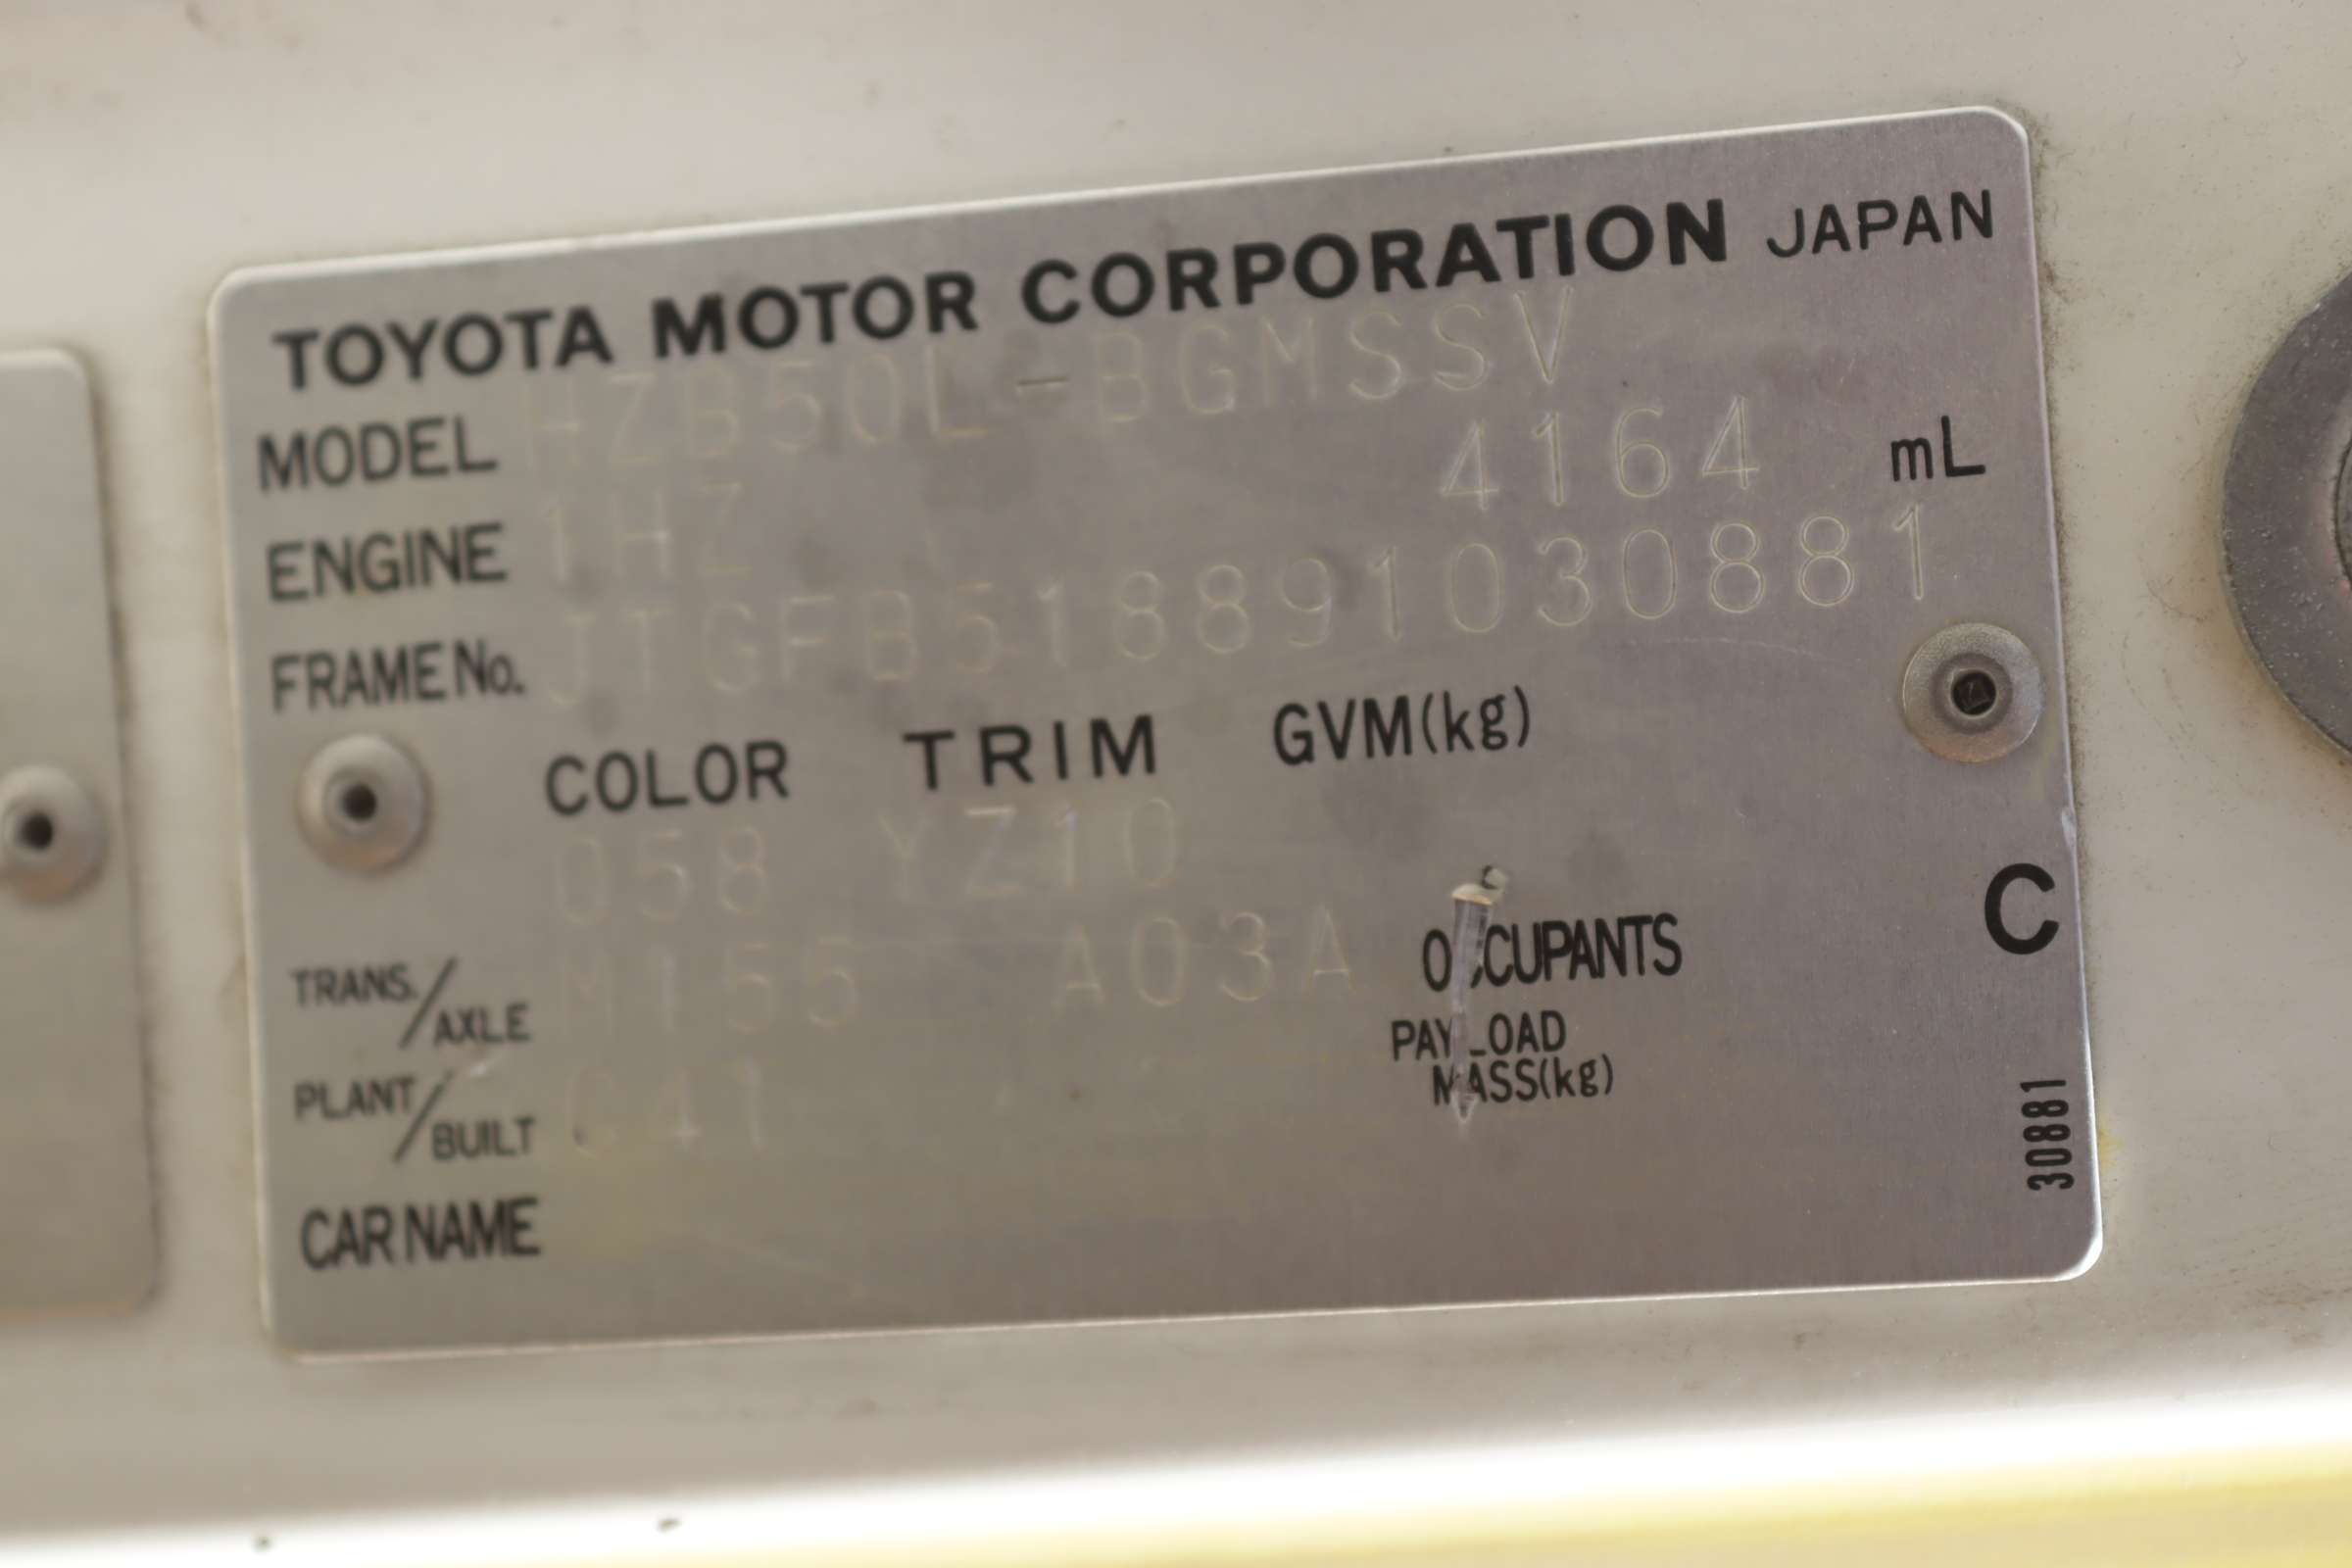 TOYOTA MOTOR CORPORATION JAPAN
MODEL HZB50L-BGMSSV
ENGINE 1HZ 4164 mL
FRAME No. JTGFB518891030881
COLOR TRIM GVM(kg)
058 YZ10
TRANS./AXLE M155 A03A OCCUPANTS
PAYLOAD MASS(kg)
PLANT/BUILT C41
CAR NAME
C
30881